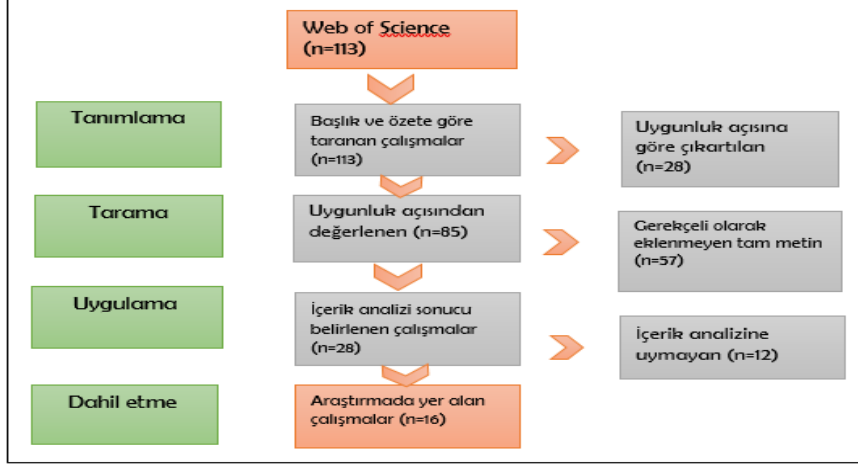 Web of Science
(n=113)
Tanımlama
Başlık ve özete göre
taranan çalışmalar
(n=113)
Uygunluk açısına
göre çıkartılan
(n=28)
Tarama
Uygunluk açısından
değerlenen (n=85)
Gerekçeli olarak
eklenmeyen tam metin
(n=57)
Uygulama
İçerik analizi sonucu
belirlenen çalışmalar
(n=28)
İçerik analizine
uymayan (n=12)
Dahil etme
Araştırmada yer alan
çalışmalar (n=16)